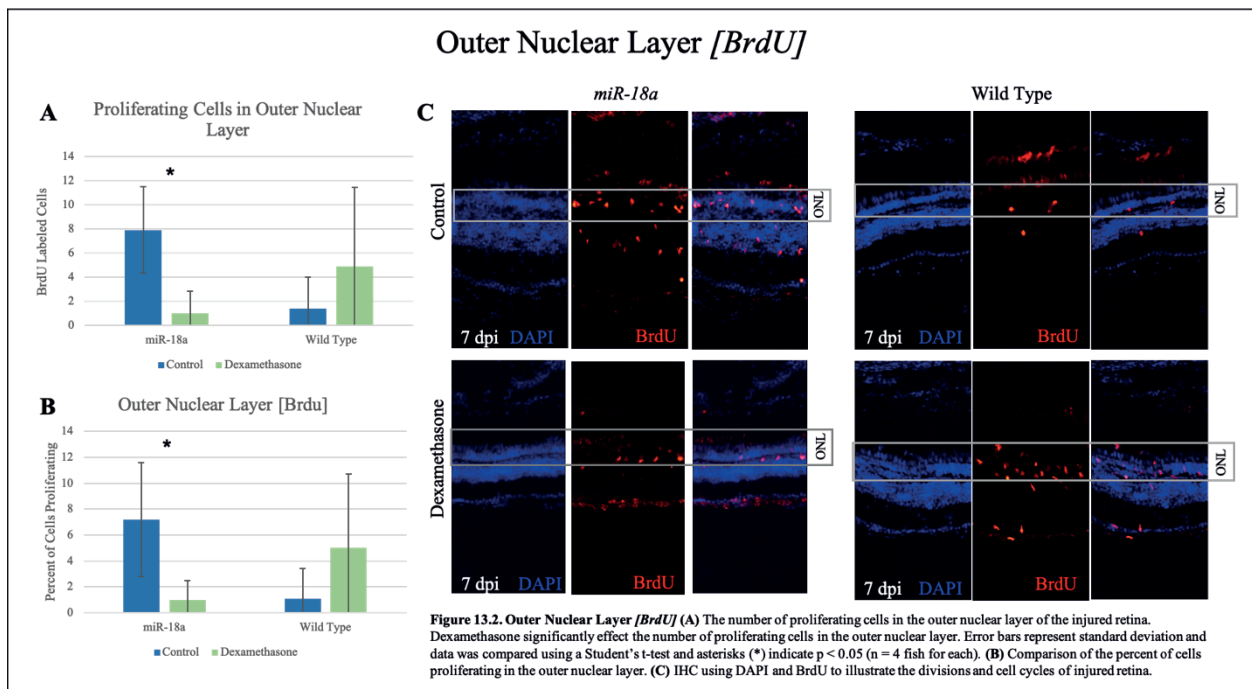 Outer Nuclear Layer [BrdU]
A
Proliferating Cells in Outer Nuclear
Layer
BrdU Labeled Cells
14
12
10
8
6
4
2
0
*
miR-18a
Wild Type
Control
Dexamethasone
B
Outer Nuclear Layer [Brdu]
Percent of Cells Proliferating
14
12
10
8
6
4
2
0
*
miR-18a
Wild Type
Control
Dexamethasone
C
miR-18a
Wild Type
Control
ONL
ONL
7 dpi
DAPI
BrdU
7 dpi
DAPI
BrdU
Dexamethasone
ONL
ONL
7 dpi
DAPI
BrdU
7 dpi
DAPI
BrdU
Figure 13.2. Outer Nuclear Layer [BrdU] (A) The number of proliferating cells in the outer nuclear layer of the injured retina.
Dexamethasone significantly effect the number of proliferating cells in the outer nuclear layer. Error bars represent standard deviation and
data was compared using a Student's t-test and asterisks (*) indicate p < 0.05 (n = 4 fish for each). (B) Comparison of the percent of cells
proliferating in the outer nuclear layer. (C) IHC using DAPI and BrdU to illustrate the divisions and cell cycles of injured retina.